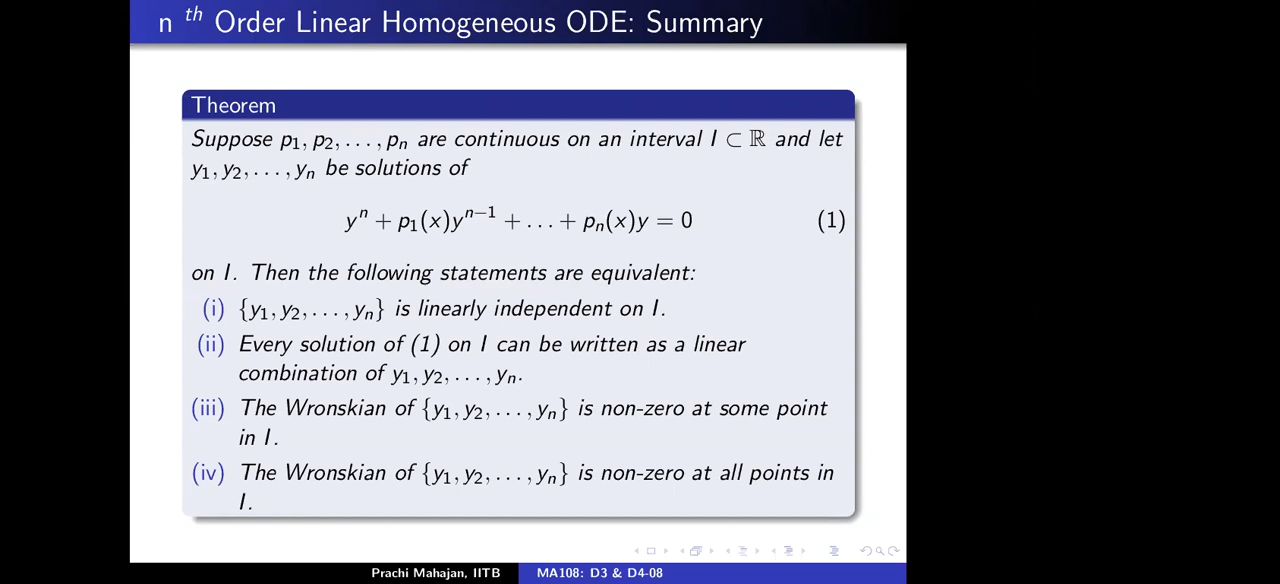 n th Order Linear Homogeneous ODE: Summary
Theorem
Suppose p₁, p₂, . . . , pₙ are continuous on an interval I ⊂ ℝ and let
y₁, y₂, . . . , yₙ be solutions of
yⁿ + p₁(x)yⁿ⁻¹ + . . . + pₙ(x)y = 0 (1)
on I. Then the following statements are equivalent:
(i) {y₁, y₂, . . . , yₙ} is linearly independent on I.
(ii) Every solution of (1) on I can be written as a linear
combination of y₁, y₂, . . . , yₙ.
(iii) The Wronskian of {y₁, y₂, . . . , yₙ} is non-zero at some point
in I.
(iv) The Wronskian of {y₁, y₂, . . . , yₙ} is non-zero at all points in
I.
Prachi Mahajan, IITB MA108: D3 & D4-08